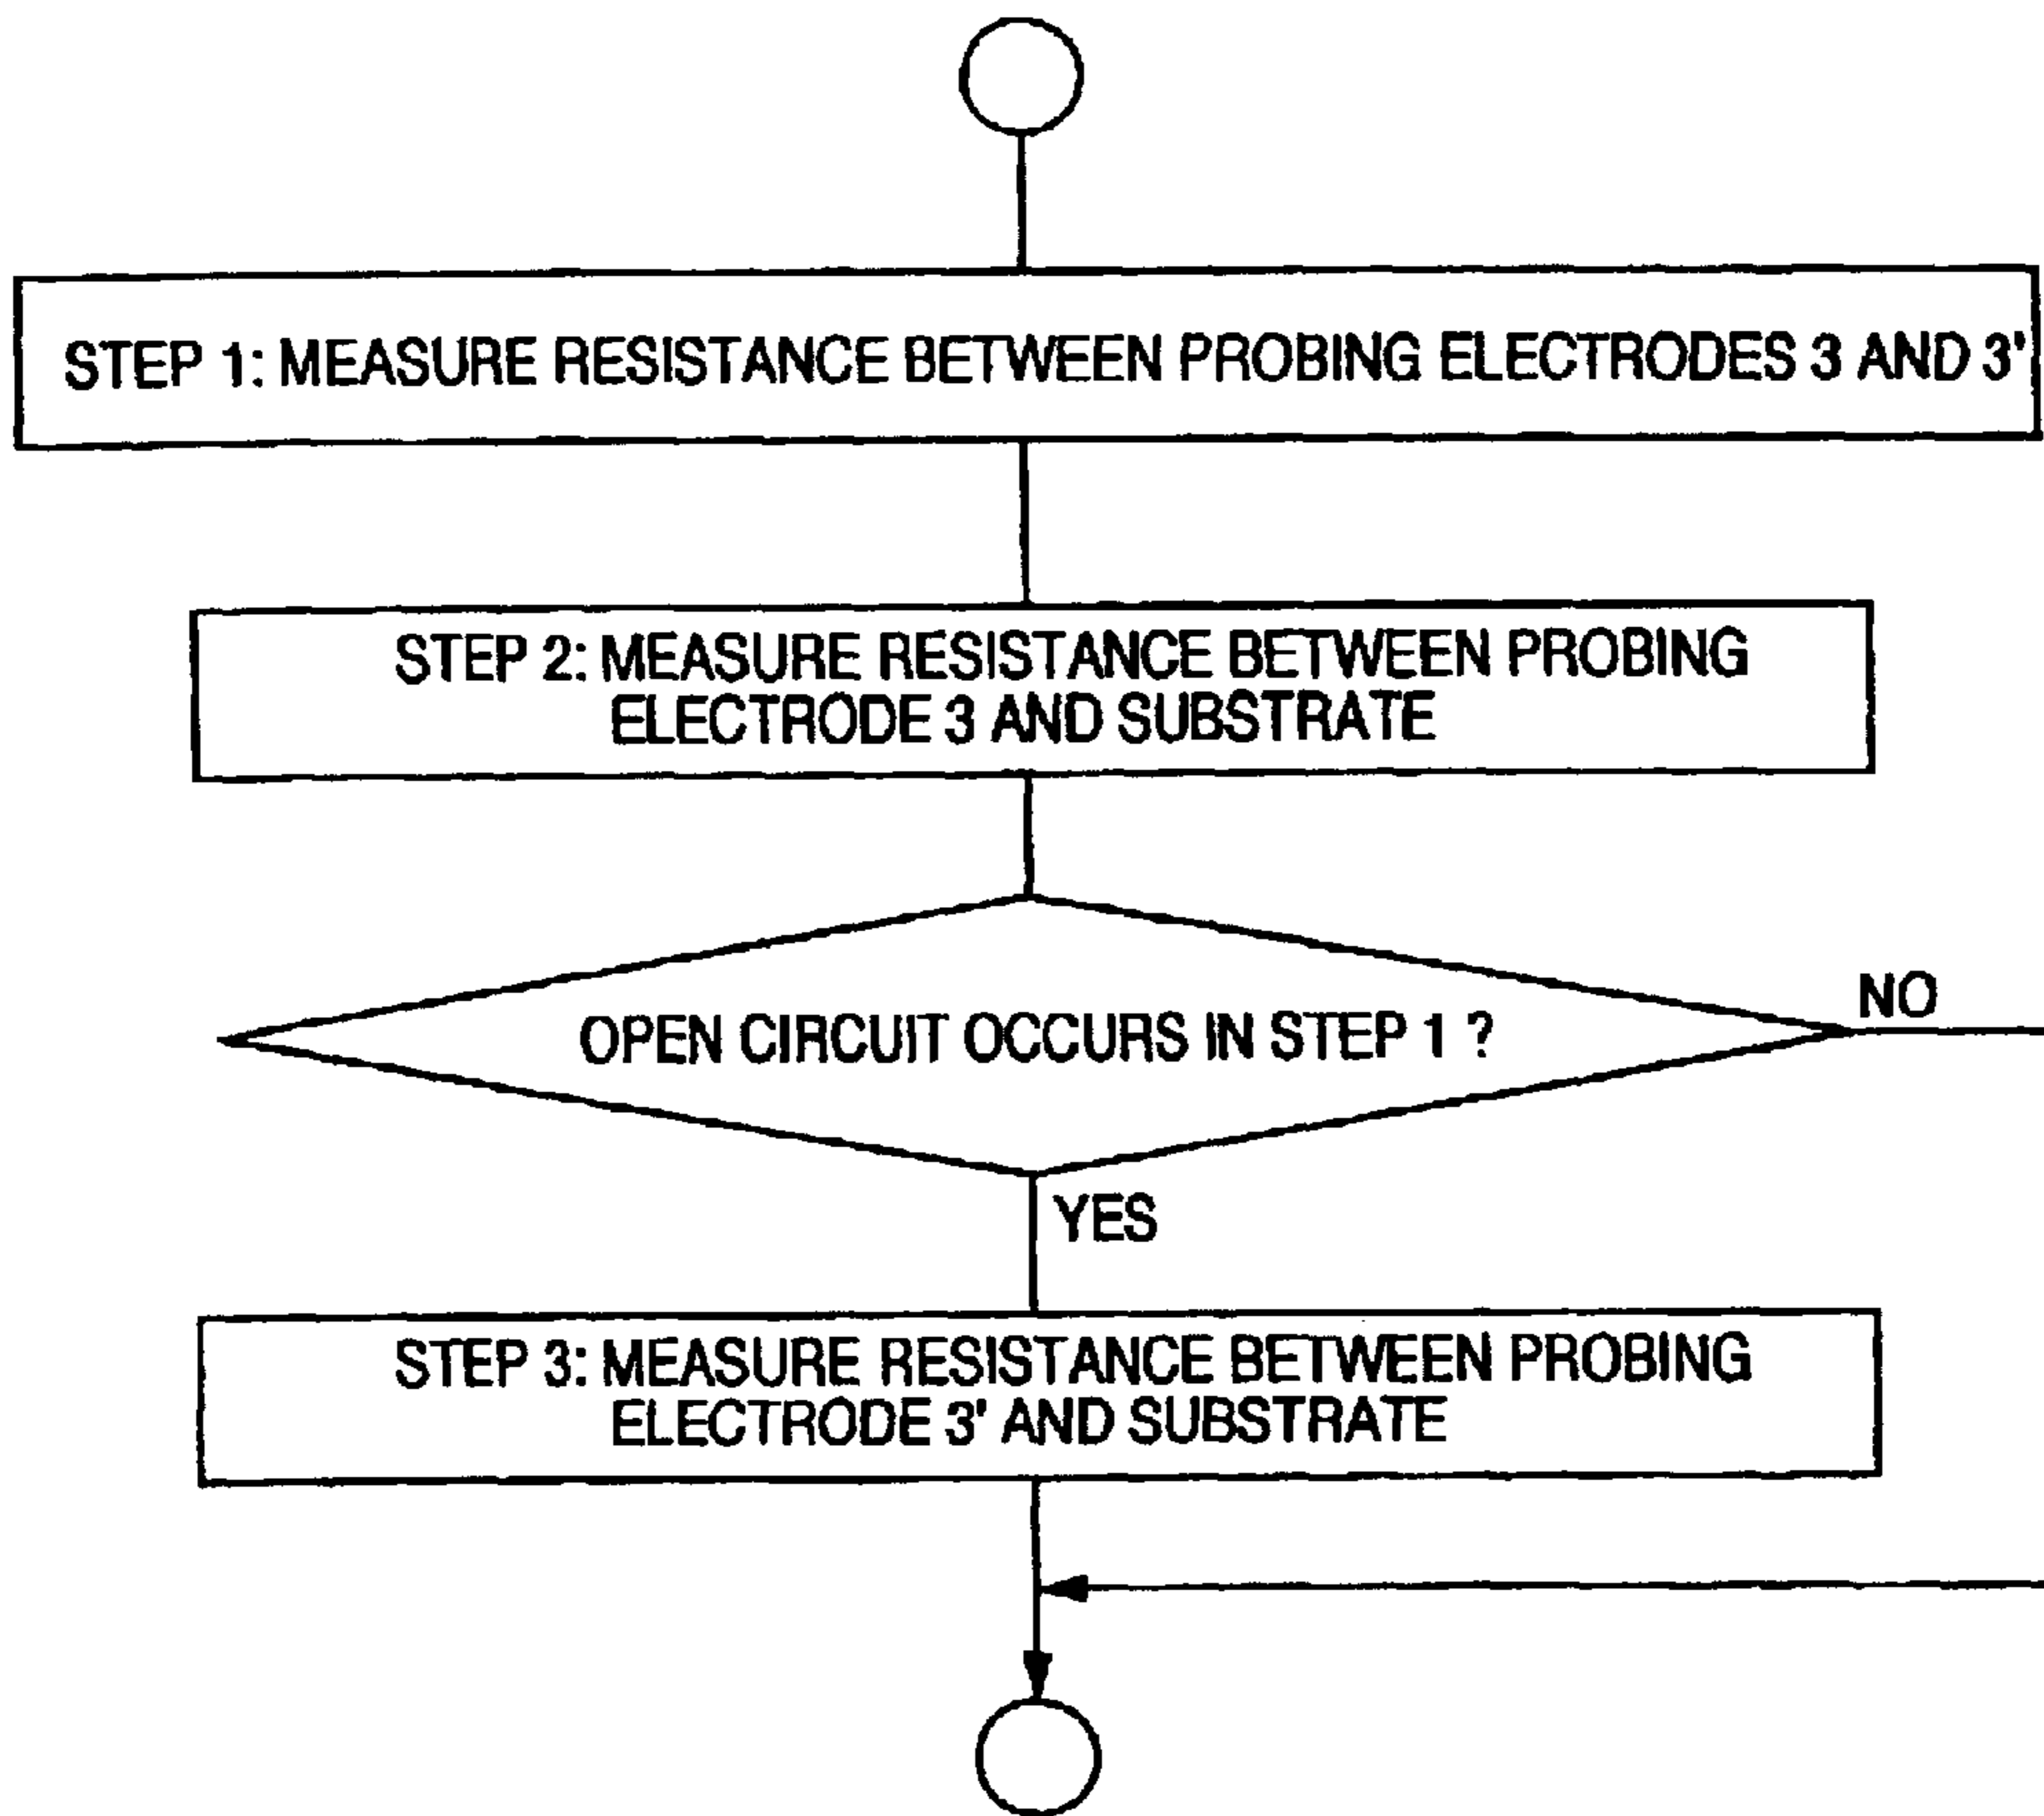 STEP 1: MEASURE RESISTANCE BETWEEN PROBING ELECTRODES 3 AND 3'
STEP 2: MEASURE RESISTANCE BETWEEN PROBING
ELECTRODE 3 AND SUBSTRATE
OPEN CIRCUIT OCCURS IN STEP 1 ?
NO
YES
STEP 3: MEASURE RESISTANCE BETWEEN PROBING
ELECTRODE 3' AND SUBSTRATE